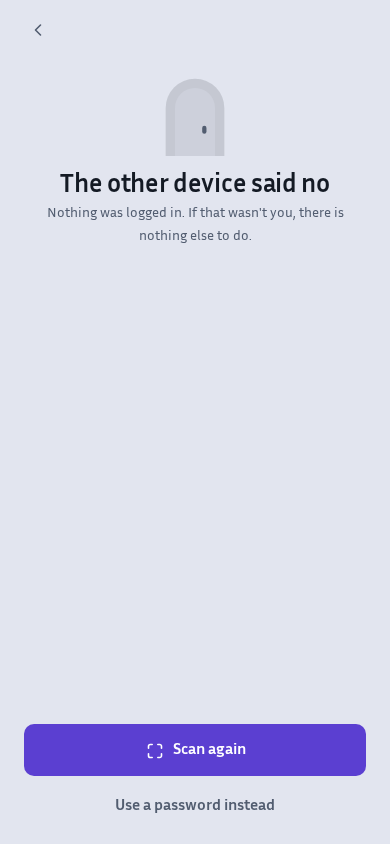 The other device said no
Nothing was logged in. If that wasn't you, there is
nothing else to do.
Scan again
Use a password instead